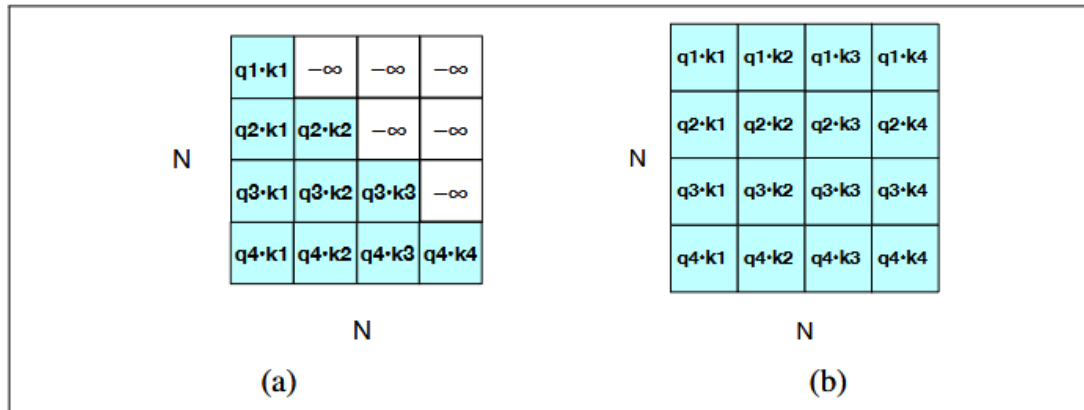 q1•k1 −∞ −∞ −∞
q2•k1 q2•k2 −∞ −∞
q3•k1 q3•k2 q3•k3 −∞
q4•k1 q4•k2 q4•k3 q4•k4
N
N
(a)
q1•k1 q1•k2 q1•k3 q1•k4
q2•k1 q2•k2 q2•k3 q2•k4
q3•k1 q3•k2 q3•k3 q3•k4
q4•k1 q4•k2 q4•k3 q4•k4
N
N
(b)